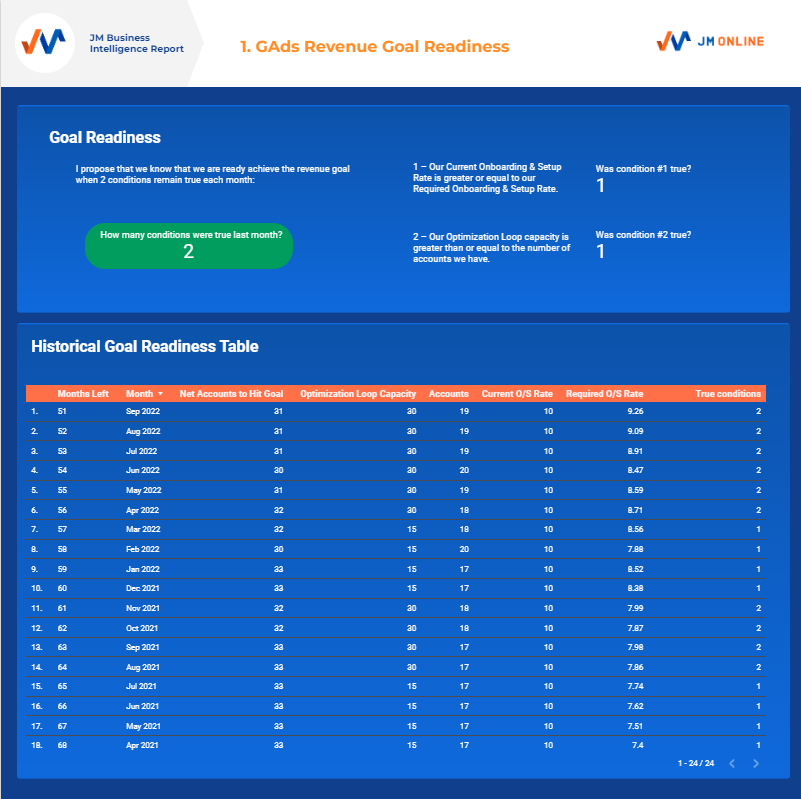 JM Business
Intelligence Report
1. GAds Revenue Goal Readiness
JM ONLINE
Goal Readiness
I propose that we know that we are ready achieve the revenue goal
when 2 conditions remain true each month:
How many conditions were true last month?
2
1 – Our Current Onboarding & Setup
Rate is greater or equal to our
Required Onboarding & Setup Rate.
Was condition #1 true?
1
2 – Our Optimization Loop capacity is
greater than or equal to the number of
accounts we have.
Was condition #2 true?
1
Historical Goal Readiness Table
Months Left Month Net Accounts to Hit Goal Optimization Loop Capacity Accounts Current O/S Rate Required O/S Rate True conditions
1. 51 Sep 2022 31 30 19 10 9.26 2
2. 52 Aug 2022 31 30 19 10 9.09 2
3. 53 Jul 2022 31 30 19 10 8.91 2
4. 54 Jun 2022 30 30 20 10 8.47 2
5. 55 May 2022 31 30 19 10 8.59 2
6. 56 Apr 2022 32 30 18 10 8.71 2
7. 57 Mar 2022 32 15 18 10 8.56 1
8. 58 Feb 2022 30 15 20 10 7.88 1
9. 59 Jan 2022 33 15 17 10 8.52 1
10. 60 Dec 2021 33 15 17 10 8.38 1
11. 61 Nov 2021 32 30 18 10 7.99 2
12. 62 Oct 2021 32 30 18 10 7.87 2
13. 63 Sep 2021 33 30 17 10 7.98 2
14. 64 Aug 2021 33 30 17 10 7.86 2
15. 65 Jul 2021 33 15 17 10 7.74 1
16. 66 Jun 2021 33 15 17 10 7.62 1
17. 67 May 2021 33 15 17 10 7.51 1
18. 68 Apr 2021 33 15 17 10 7.4 1
1 - 24 / 24